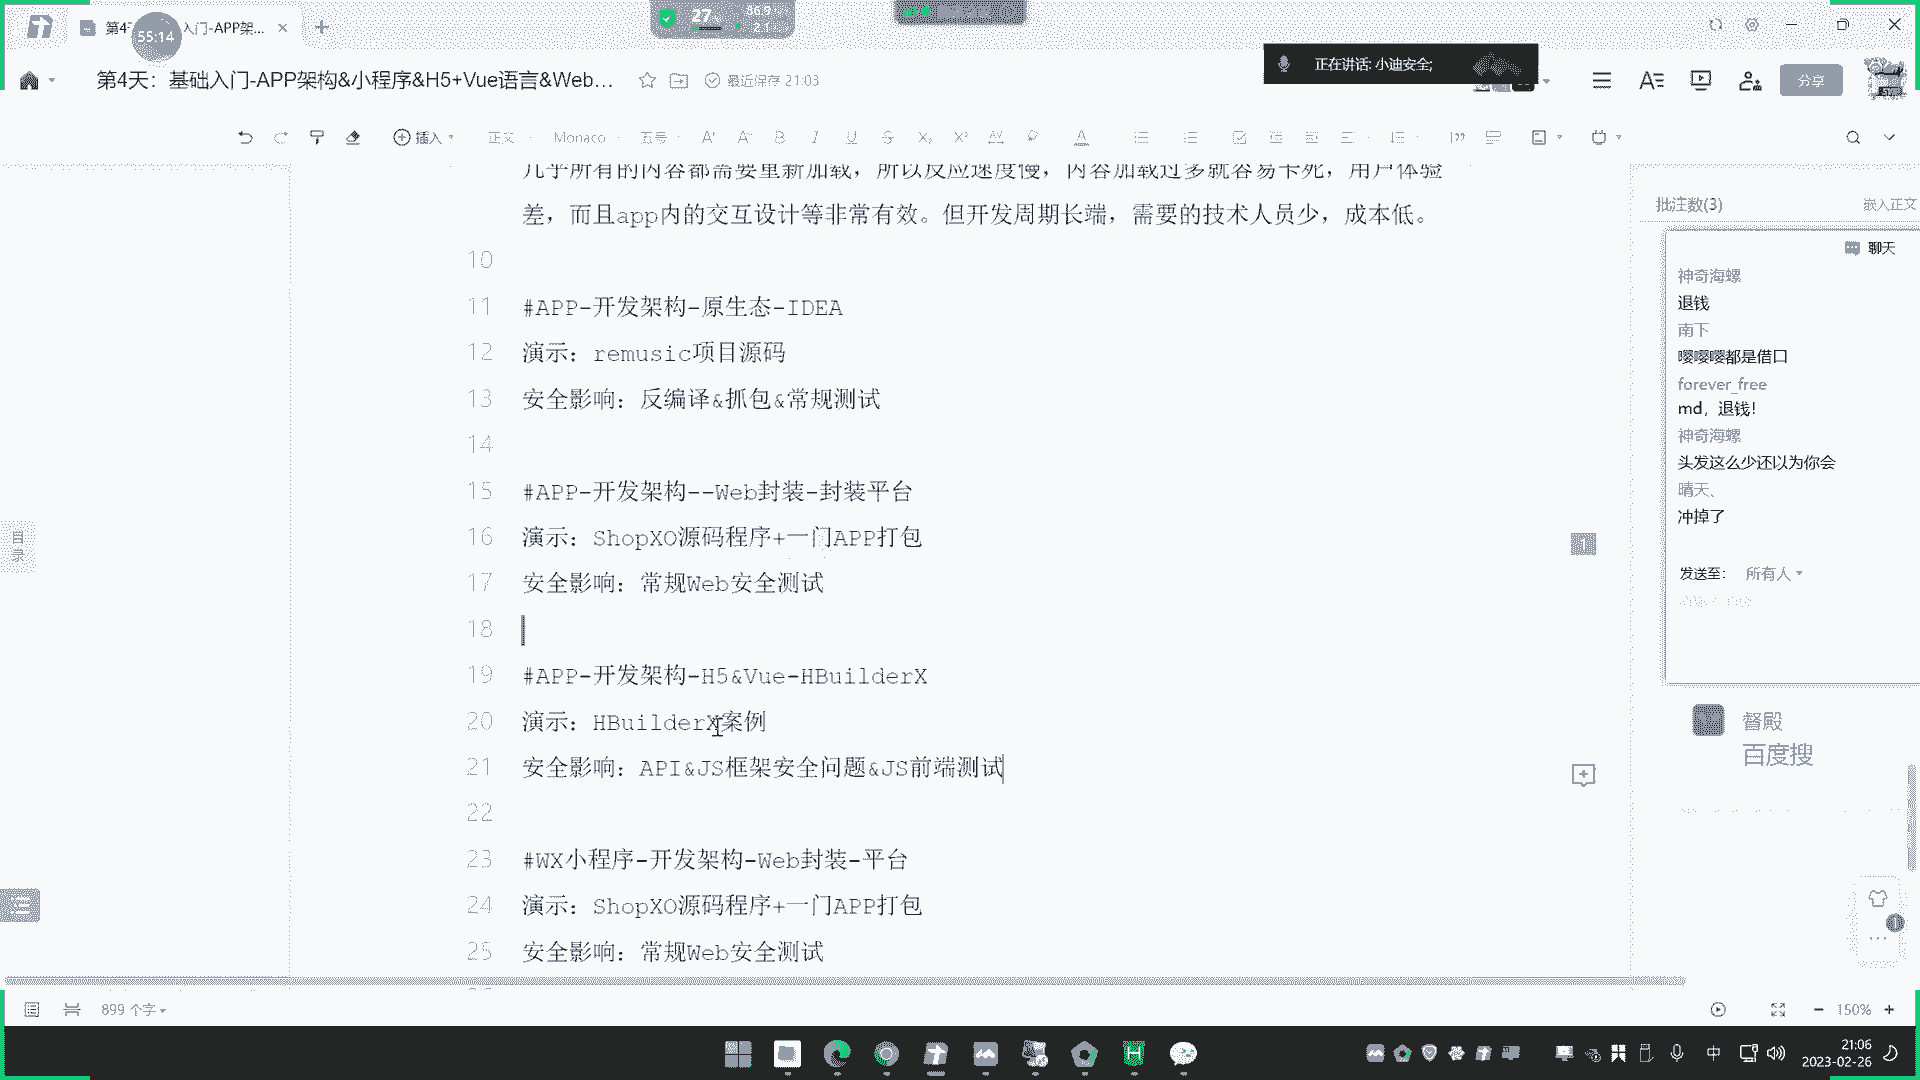 第4天
入门-APP架...
55:14
27
86.9
2.1
正在讲话: 小迪安全;
第4天：基础入门-APP架构&小程序&H5+Vue语言&Web...
最近保存 21:03
分享
插入
正文
Monaco
五号
几乎所有的内容都需要重新加载，所以反应速度慢，内容加载过多就容易卡死，用户体验
差，而且app内的交互设计等非常有效。但开发周期长端，需要的技术人员少，成本低。
10
11 #APP-开发架构-原生态-IDEA
12 演示：remusic项目源码
13 安全影响：反编译&抓包&常规测试
14
15 #APP-开发架构--Web封装-封装平台
16 演示：ShopXO源码程序+一门APP打包
17 安全影响：常规Web安全测试
18
19 #APP-开发架构-H5&Vue-HBuilderX
20 演示：HBuilderX案例
21 安全影响：API&JS框架安全问题&JS前端测试
22
23 #WX小程序-开发架构-Web封装-平台
24 演示：ShopXO源码程序+一门APP打包
25 安全影响：常规Web安全测试
目录
1
批注数(3)
嵌入正文
聊天
神奇海螺
退钱
南下
嘤嘤嘤都是借口
forever_free
md，退钱！
神奇海螺
头发这么少还以为你会
晴天、
冲掉了
发送至： 所有人
督殿
百度搜
899 个字
150%
中
21:06
2023-02-26